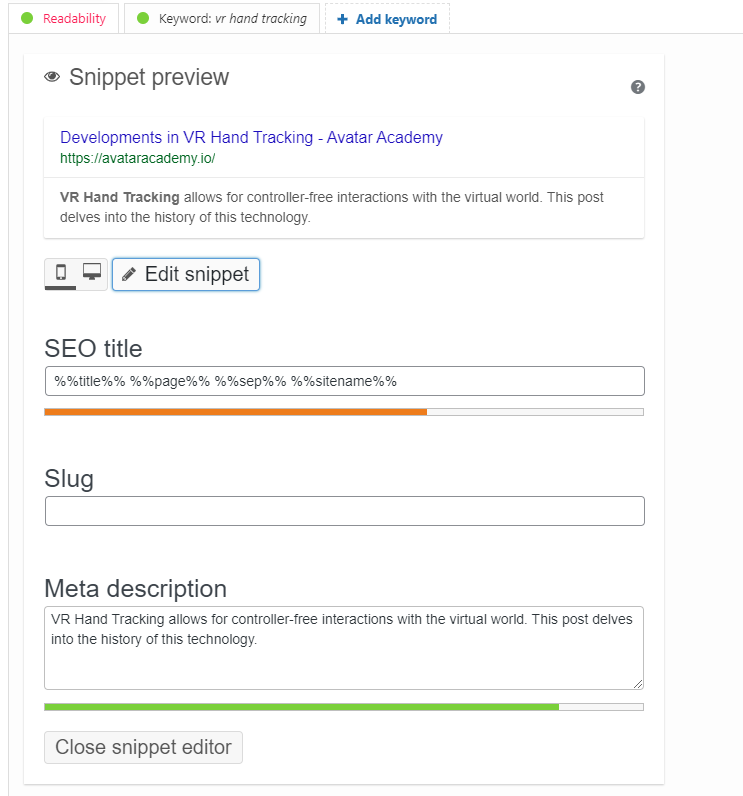 Readability
Keyword: vr hand tracking
+ Add keyword
Snippet preview
?
Developments in VR Hand Tracking - Avatar Academy
https://avataracademy.io/
VR Hand Tracking allows for controller-free interactions with the virtual world. This post
delves into the history of this technology.
Edit snippet
SEO title
%%title%% %%page%% %%sep%% %%sitename%%
Slug
Meta description
VR Hand Tracking allows for controller-free interactions with the virtual world. This post delves
into the history of this technology.
Close snippet editor